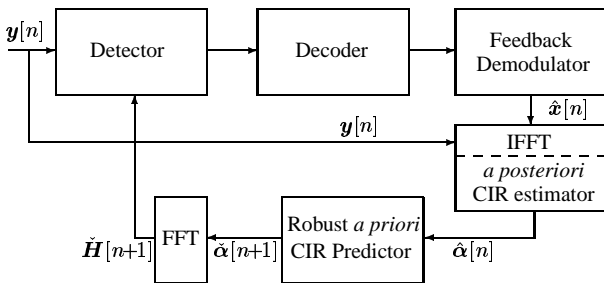 y[n]
Detector
Decoder
Feedback
Demodulator
x̂[n]
y[n]
IFFT
a posteriori
CIR estimator
Robust a priori
CIR Predictor
FFT
Ȟ[n+1]
α̌[n+1]
α̂[n]